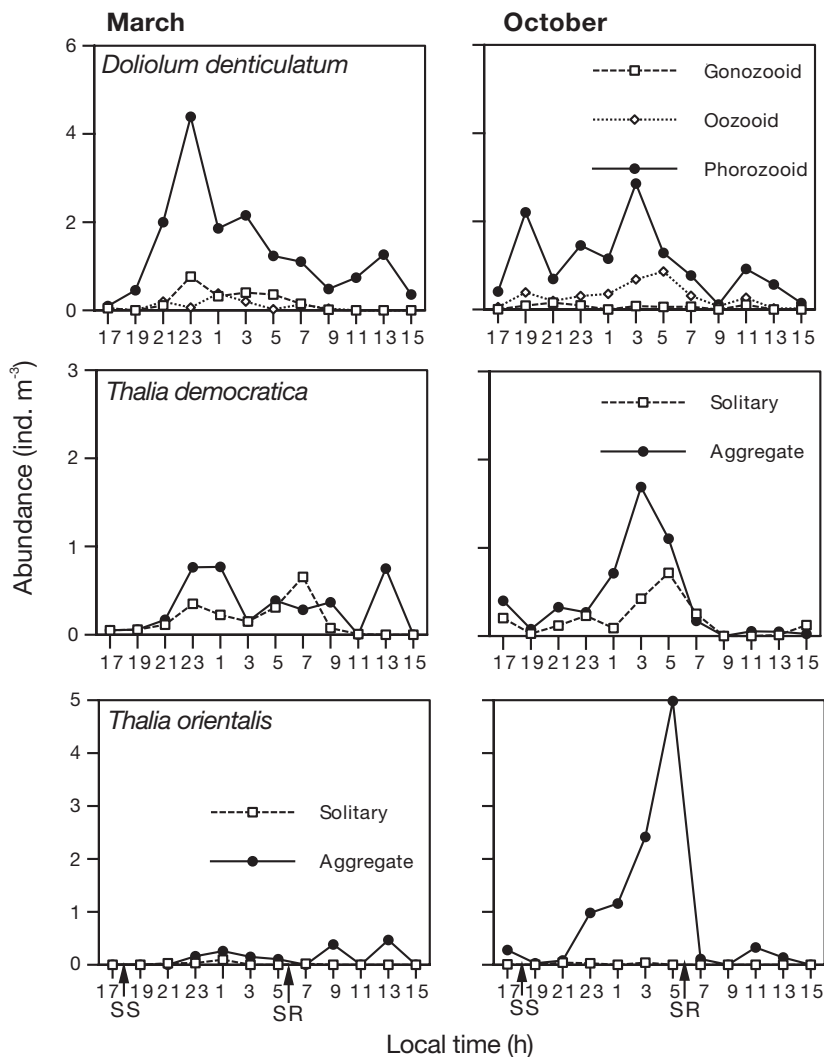 March October
6
4
2
0
Doliolum denticulatum
17 19 21 23 1 3 5 7 9 11 13 15
Gonozooid
Oozooid
Phorozooid
17 19 21 23 1 3 5 7 9 11 13 15
Abundance (ind. m⁻³)
3
2
1
0
Thalia democratica
17 19 21 23 1 3 5 7 9 11 13 15
Solitary
Aggregate
17 19 21 23 1 3 5 7 9 11 13 15
5
4
3
2
1
0
Thalia orientalis
Solitary
Aggregate
17 19 21 23 1 3 5 7 9 11 13 15
SS SR
17 19 21 23 1 3 5 7 9 11 13 15
SS SR
Local time (h)